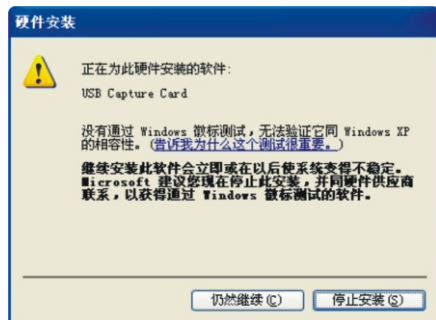 硬件安装
正在为此硬件安装的软件:
USB Capture Card
没有通过 Windows 徽标测试，无法验证它同 Windows XP
的相容性。(告诉我为什么这个测试很重要。)
继续安装此软件会立即或在以后使系统变得不稳定。
Microsoft 建议您现在停止此安装，并同硬件供应商
联系，以获得通过 Windows 徽标测试的软件。
仍然继续(C)
停止安装(S)